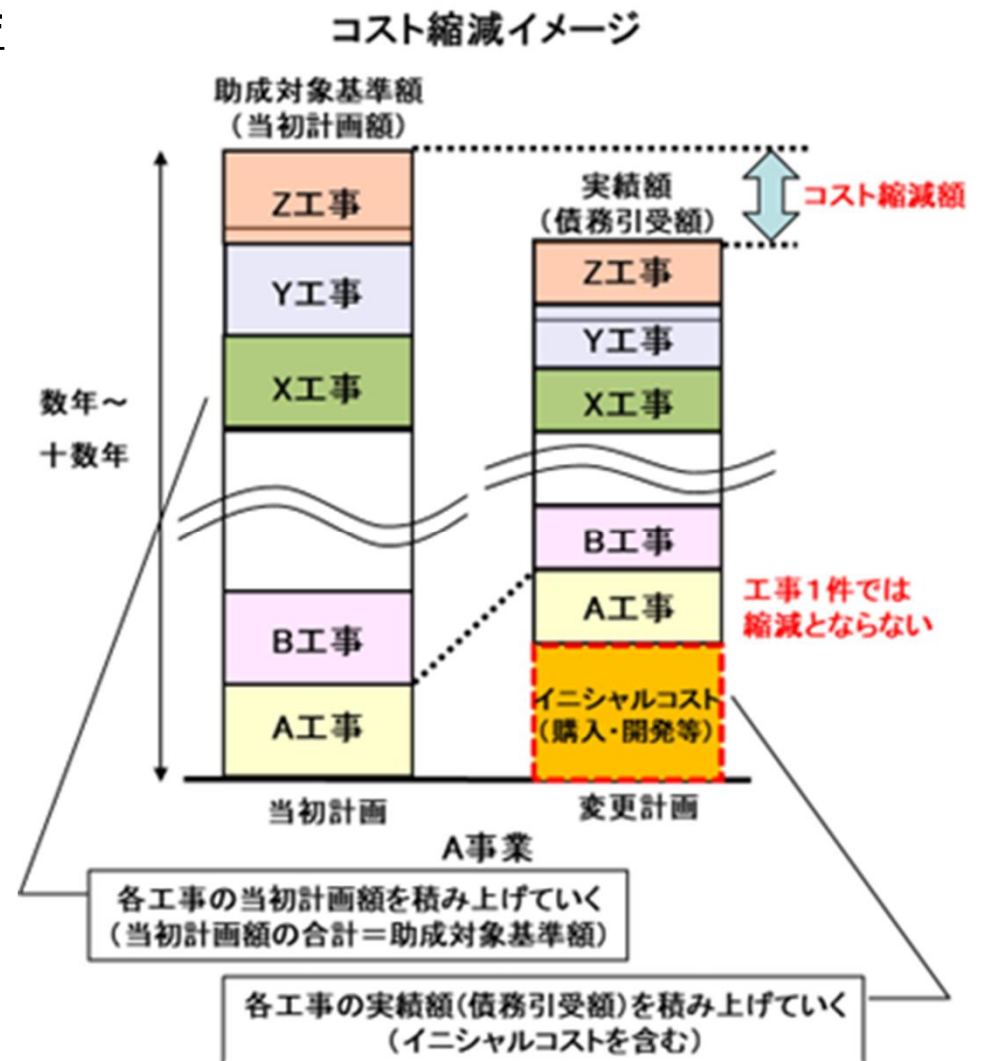 コスト縮減イメージ
助成対象基準額
（当初計画額）
Z工事
Y工事
X工事
B工事
A工事
数年～
十数年
実績額
（債務引受額）
コスト縮減額
Z工事
Y工事
X工事
B工事
A工事
工事１件では
縮減とならない
イニシャルコスト
（購入・開発等）
当初計画
変更計画
A事業
各工事の当初計画額を積み上げていく
（当初計画額の合計＝助成対象基準額）
各工事の実績額（債務引受額）を積み上げていく
（イニシャルコストを含む）